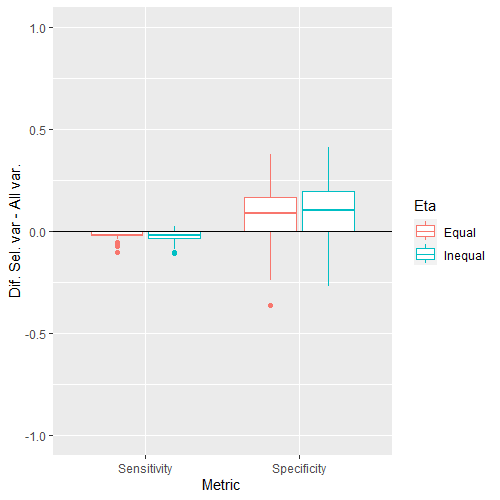 1.0
0.5
0.0
-0.5
-1.0
Dif. Sel. var - All var.
Sensitivity
Specificity
Metric
Eta
Equal
Inequal